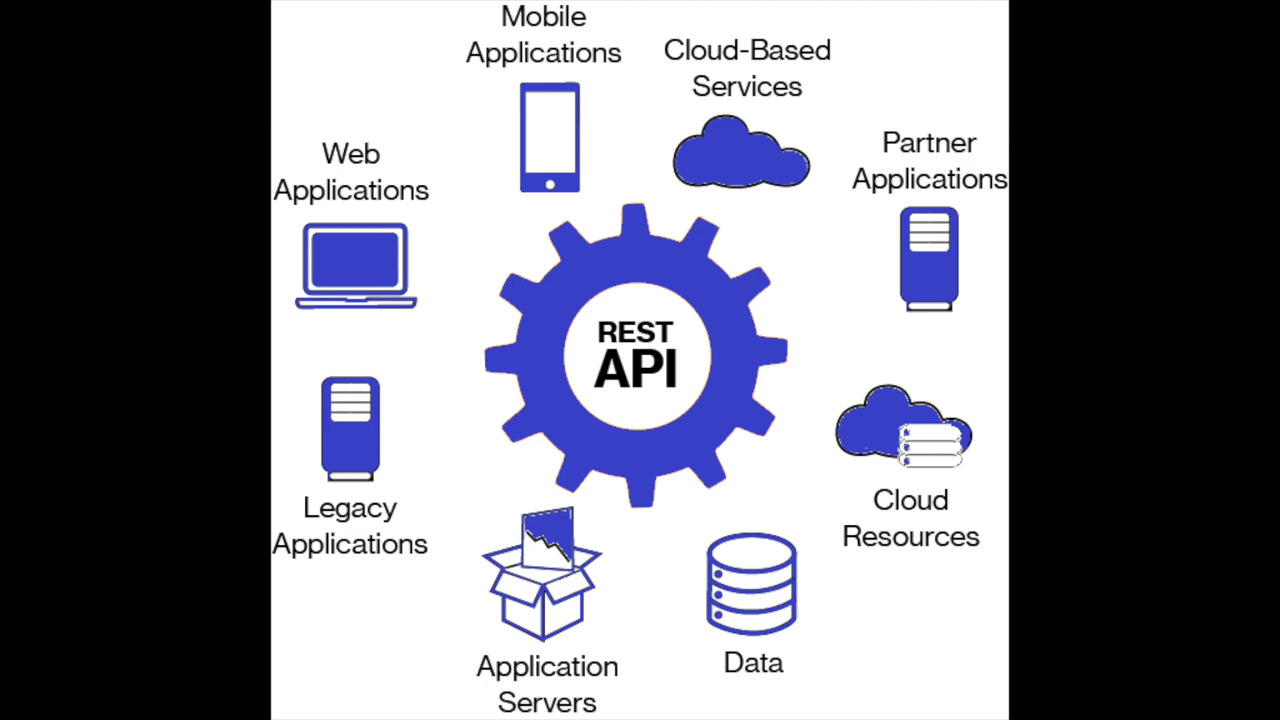 Mobile
Applications
Cloud-Based
Services
Partner
Applications
Web
Applications
REST
API
Legacy
Applications
Cloud
Resources
Application
Servers
Data